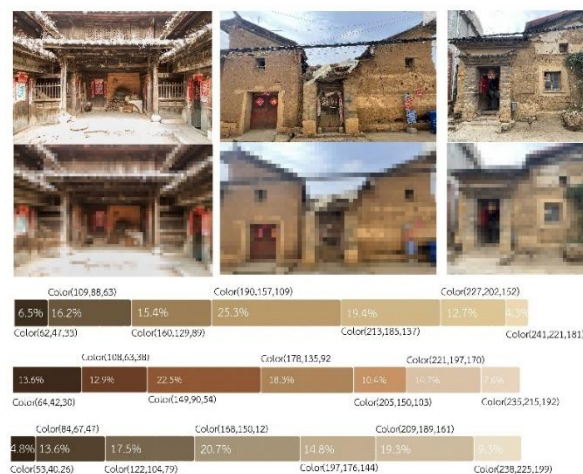 Color(109,88,63) Color(190,157,109) Color(227,202,152)
6.5% 16.2% 15.4% 25.3% 19.4% 12.7% 4.3%
Color(62,47,33) Color(160,129,89) Color(213,185,137) Color(241,221,181)
Color(108,63,38) Color(178,135,92 Color(221,197,170)
13.6% 12.9% 22.5% 18.3% 10.4% 14.7% 7.6%
Color(64,42,30) Color(149,90,54) Color(205,150,103) Color(235,215,192)
Color(84,67,47) Color(168,150,12) Color(209,189,161)
4.8% 13.6% 17.5% 20.7% 14.8% 19.3% 9.3%
Color(53,40,26) Color(122,104,79) Color(197,176,144) Color(238,225,199)